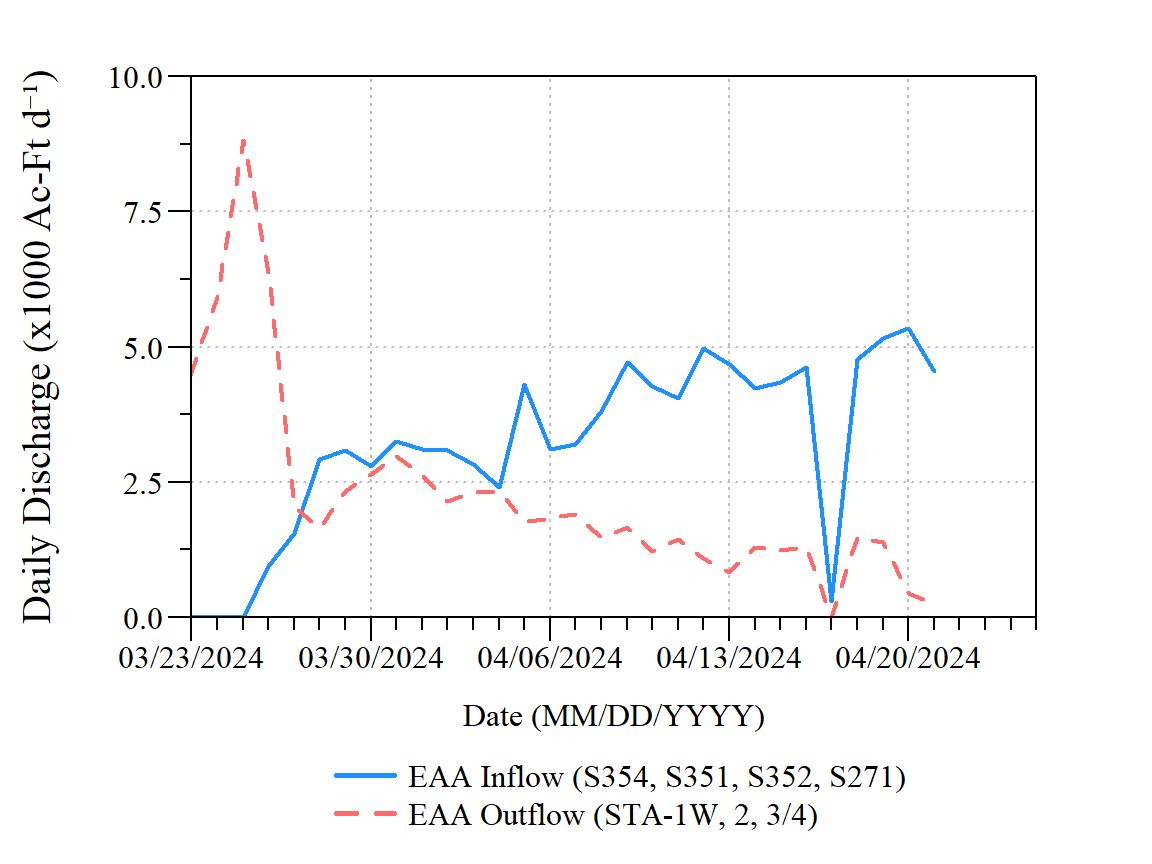 Daily Discharge (x1000 Ac-Ft d⁻¹)
10.0
7.5
5.0
2.5
0.0
03/23/2024 03/30/2024 04/06/2024 04/13/2024 04/20/2024
Date (MM/DD/YYYY)
EAA Inflow (S354, S351, S352, S271)
EAA Outflow (STA-1W, 2, 3/4)